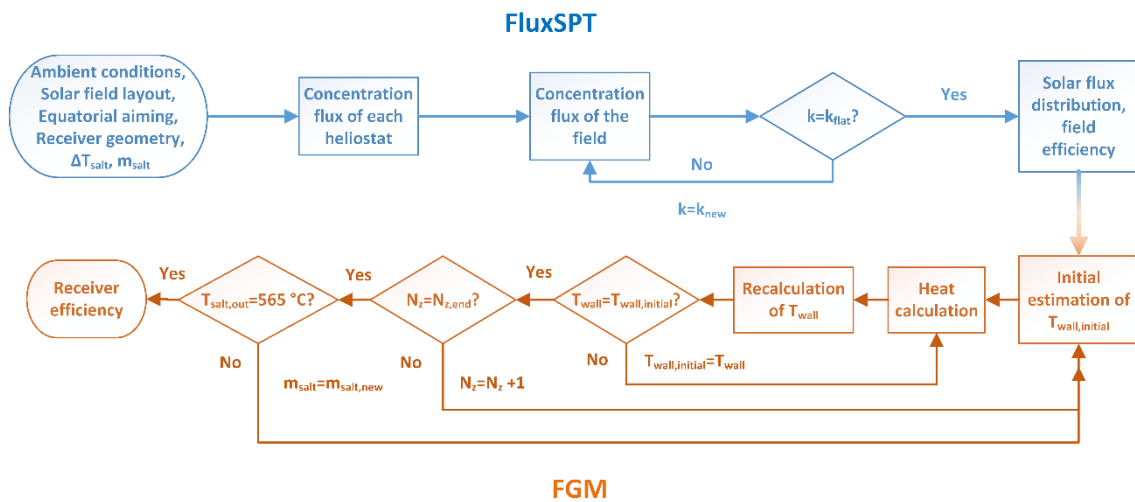 FluxSPT
Ambient conditions,
Solar field layout,
Equatorial aiming,
Receiver geometry,
ΔTsalt, msalt
Concentration
flux of each
heliostat
Concentration
flux of the
field
k=kflat?
Yes
No
k=knew
Solar flux
distribution,
field
efficiency
Initial
estimation of
Twall,initial
Heat
calculation
Recalculation
of Twall
Twall=Twall,initial?
Yes
No
Twall,initial=Twall
Nz=Nz,end?
Yes
No
Nz=Nz +1
Tsalt,out=565 °C?
Yes
No
msalt=msalt,new
Receiver
efficiency
FGM